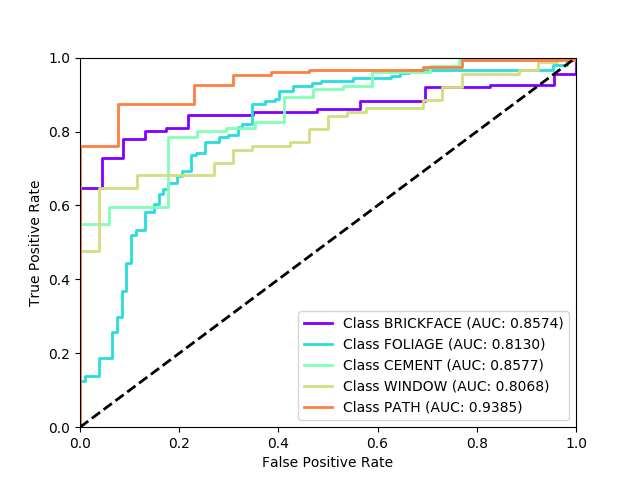 1.0
0.8
0.6
0.4
0.2
0.0
True Positive Rate
Class BRICKFACE (AUC: 0.8574)
Class FOLIAGE (AUC: 0.8130)
Class CEMENT (AUC: 0.8577)
Class WINDOW (AUC: 0.8068)
Class PATH (AUC: 0.9385)
0.0 0.2 0.4 0.6 0.8 1.0
False Positive Rate